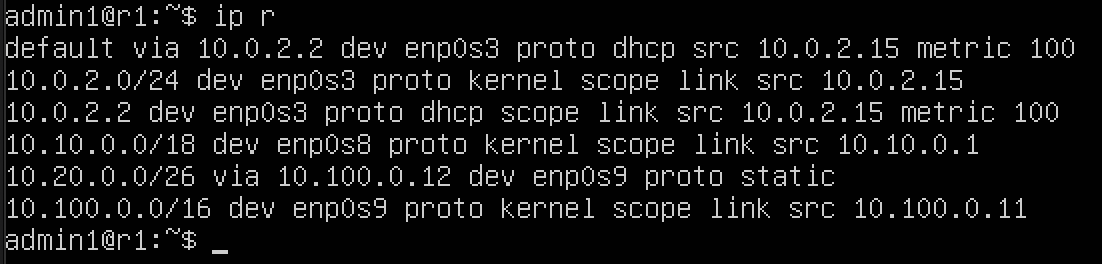 admin1@r1:~$ ip r
default via 10.0.2.2 dev enp0s3 proto dhcp src 10.0.2.15 metric 100
10.0.2.0/24 dev enp0s3 proto kernel scope link src 10.0.2.15
10.0.2.2 dev enp0s3 proto dhcp scope link src 10.0.2.15 metric 100
10.10.0.0/18 dev enp0s8 proto kernel scope link src 10.10.0.1
10.20.0.0/26 via 10.100.0.12 dev enp0s9 proto static
10.100.0.0/16 dev enp0s9 proto kernel scope link src 10.100.0.11
admin1@r1:~$ _